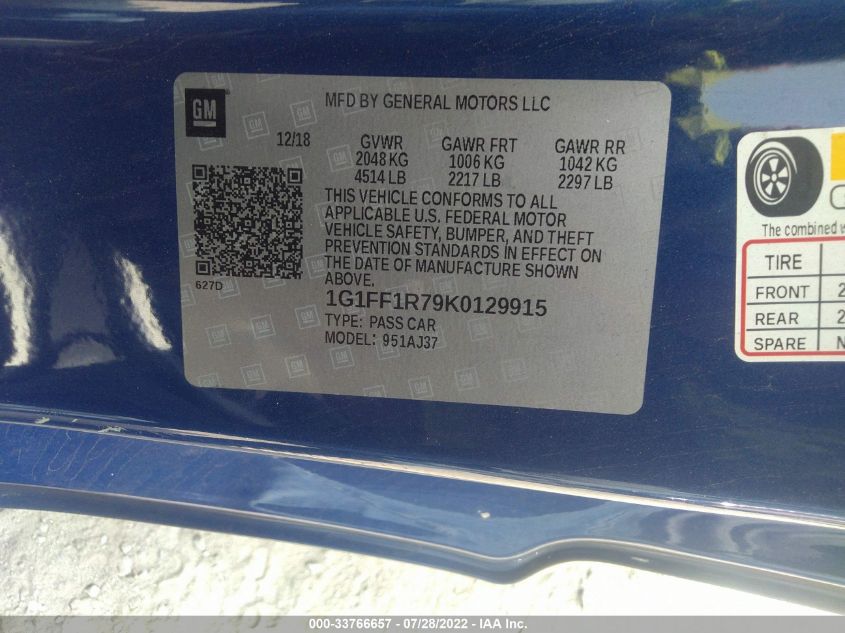 GM
MFD BY GENERAL MOTORS LLC
12/18 GVWR GAWR FRT GAWR RR
2048 KG 1006 KG 1042 KG
4514 LB 2217 LB 2297 LB
THIS VEHICLE CONFORMS TO ALL
APPLICABLE U.S. FEDERAL MOTOR
VEHICLE SAFETY, BUMPER, AND THEFT
PREVENTION STANDARDS IN EFFECT ON
THE DATE OF MANUFACTURE SHOWN
ABOVE.
627D
1G1FF1R79K0129915
TYPE: PASS CAR
MODEL: 951AJ37
The combined
TIRE
FRONT 2
REAR 2
SPARE N
000-33766657 - 07/28/2022 - IAA Inc.